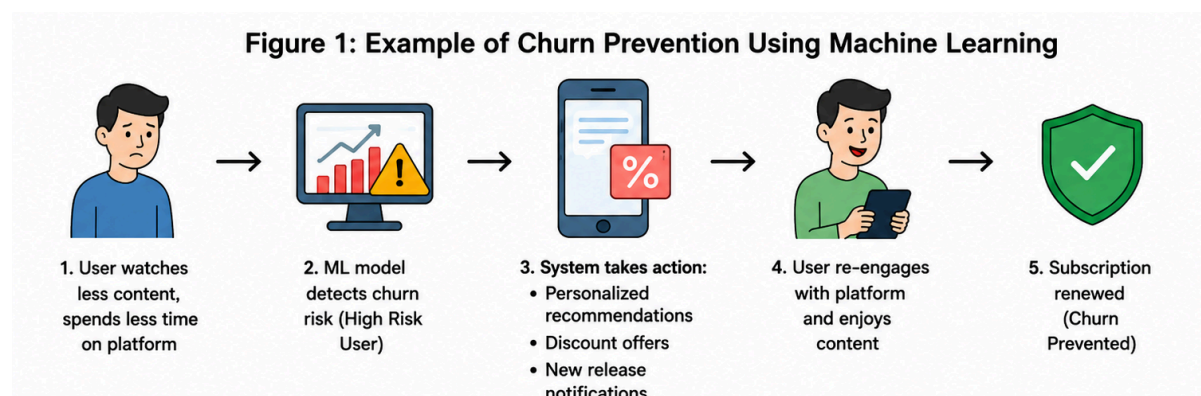 Figure 1: Example of Churn Prevention Using Machine Learning
%
1. User watches
less content,
spends less time
on platform
2. ML model
detects churn
risk (High Risk
User)
3. System takes action:
• Personalized
recommendations
• Discount offers
• New release
notifications
4. User re-engages
with platform
and enjoys
content
5. Subscription
renewed
(Churn
Prevented)